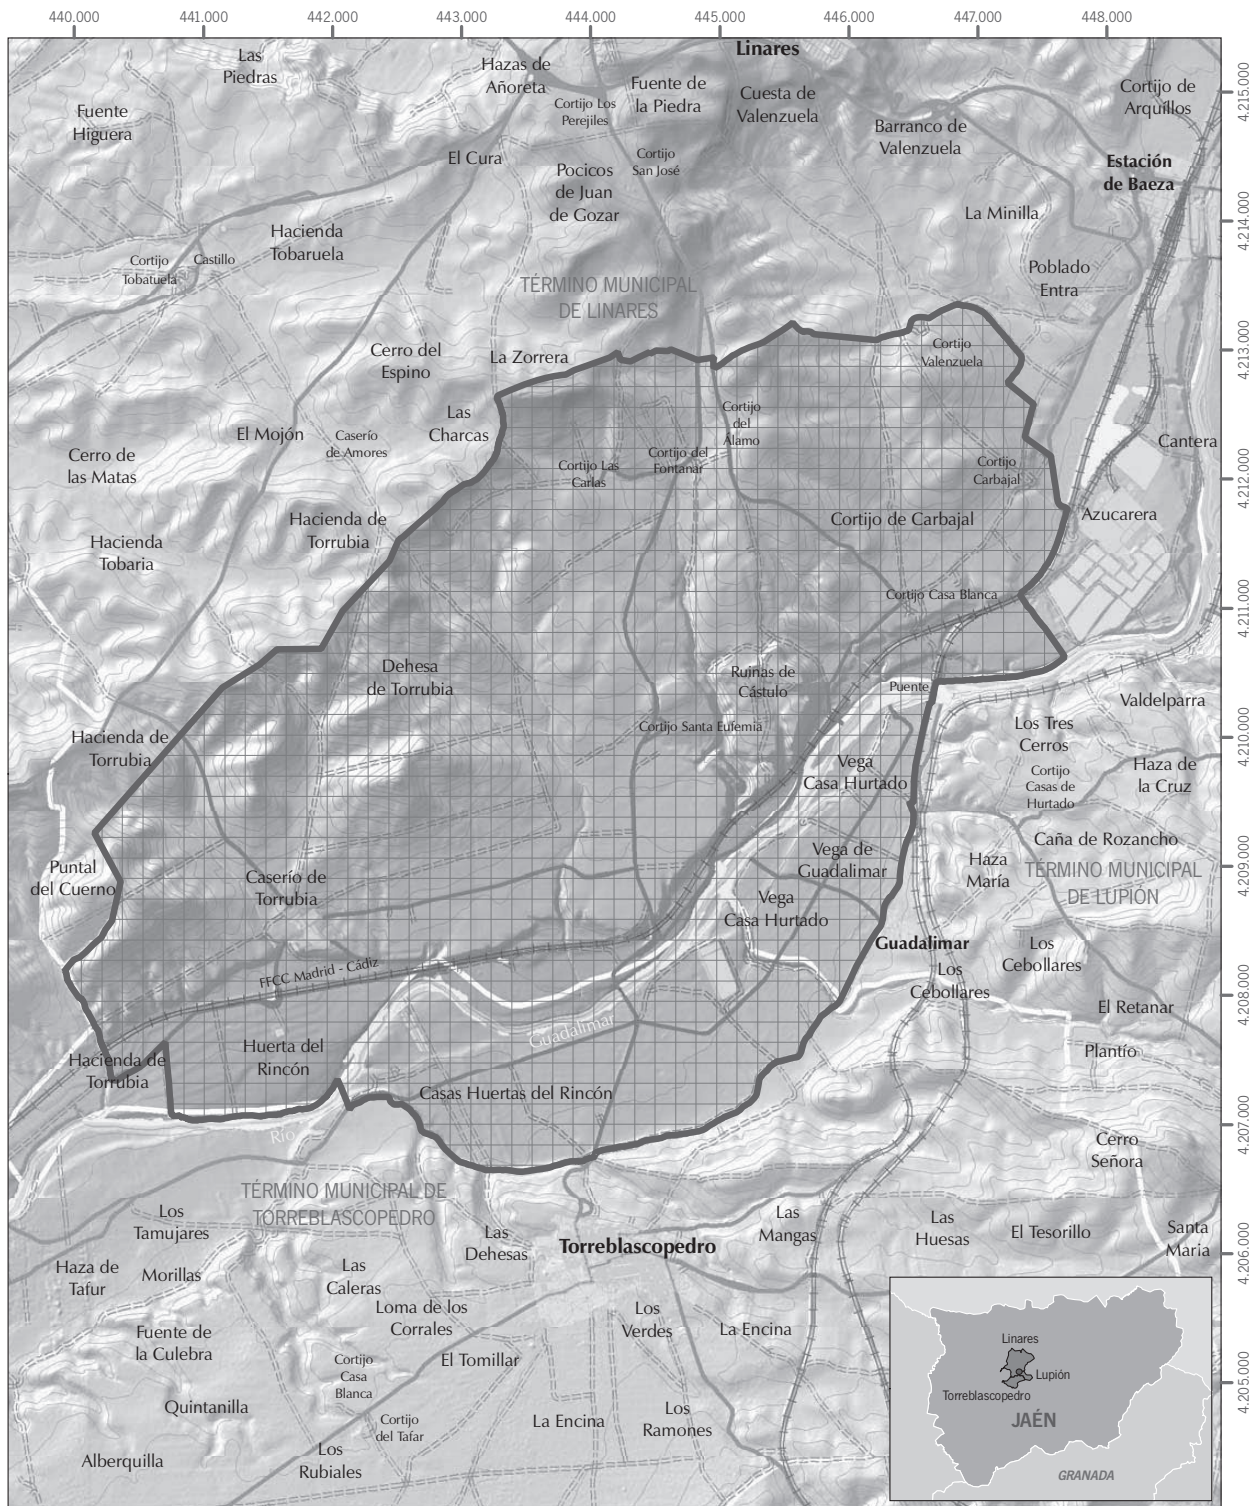 440.000
441.000
442.000
443.000
444.000
445.000
446.000
447.000
448.000
4.215.000
4.214.000
4.213.000
4.212.000
4.211.000
4.210.000
4.209.000
4.208.000
4.207.000
4.206.000
4.205.000
Linares
Las
Piedras
Hazas de
Añoreta
Fuente de
la Piedra
Cuesta de
Valenzuela
Cortijo de
Arquillos
Fuente
Higuera
Cortijo Los
Perejiles
Barranco de
Valenzuela
El Cura
Cortijo
San José
Estación
de Baeza
Pocicos
de Juan
de Gozar
La Minilla
Hacienda
Tobaruela
Cortijo
Tobatuela
Castillo
Poblado
Entra
TÉRMINO MUNICIPAL
DE LINARES
Cerro del
Espino
La Zorrera
Cortijo
Valenzuela
Las
Charcas
Cortijo
del
Álamo
El Mojón
Caserío
de Amores
Cantera
Cerro de
las Matas
Cortijo Las
Carlas
Cortijo del
Fontanar
Cortijo
Carbajal
Hacienda de
Torrubia
Cortijo de Carbajal
Azucarera
Hacienda
Tobaria
Cortijo Casa Blanca
Dehesa
de Torrubia
Ruinas de
Cástulo
Puente
Valdelparra
Hacienda de
Torrubia
Cortijo Santa Eufemia
Los Tres
Cerros
Vega
Casa Hurtado
Cortijo
Casas de
Hurtado
Haza de
la Cruz
Puntal
del Cuerno
Caserío de
Torrubia
Vega de
Guadalimar
Haza
María
Caña de Rozancho
TÉRMINO MUNICIPAL
DE LUPIÓN
Vega
Casa Hurtado
Guadalimar
Los
Cebollares
FFCC Madrid - Cádiz
Los
Cebollares
El Retanar
Guadalimar
Hacienda de
Torrubia
Huerta del
Rincón
Plantío
Casas Huertas del Rincón
Río
Cerro
Señora
TÉRMINO MUNICIPAL DE
TORREBLASCOPEDRO
Los
Tamujares
Las
Dehesas
Torreblascopedro
Las
Mangas
Las
Huesas
El Tesorillo
Santa
María
Haza de
Tafur
Morillas
Las
Caleras
Loma de los
Corrales
Los
Verdes
La Encina
Fuente de
la Culebra
Cortijo
Casa
Blanca
El Tomillar
Quintanilla
Cortijo
del Tafar
La Encina
Los
Ramones
Alberquilla
Los
Rubiales
Linares
Lupión
Torreblascopedro
JAÉN
GRANADA